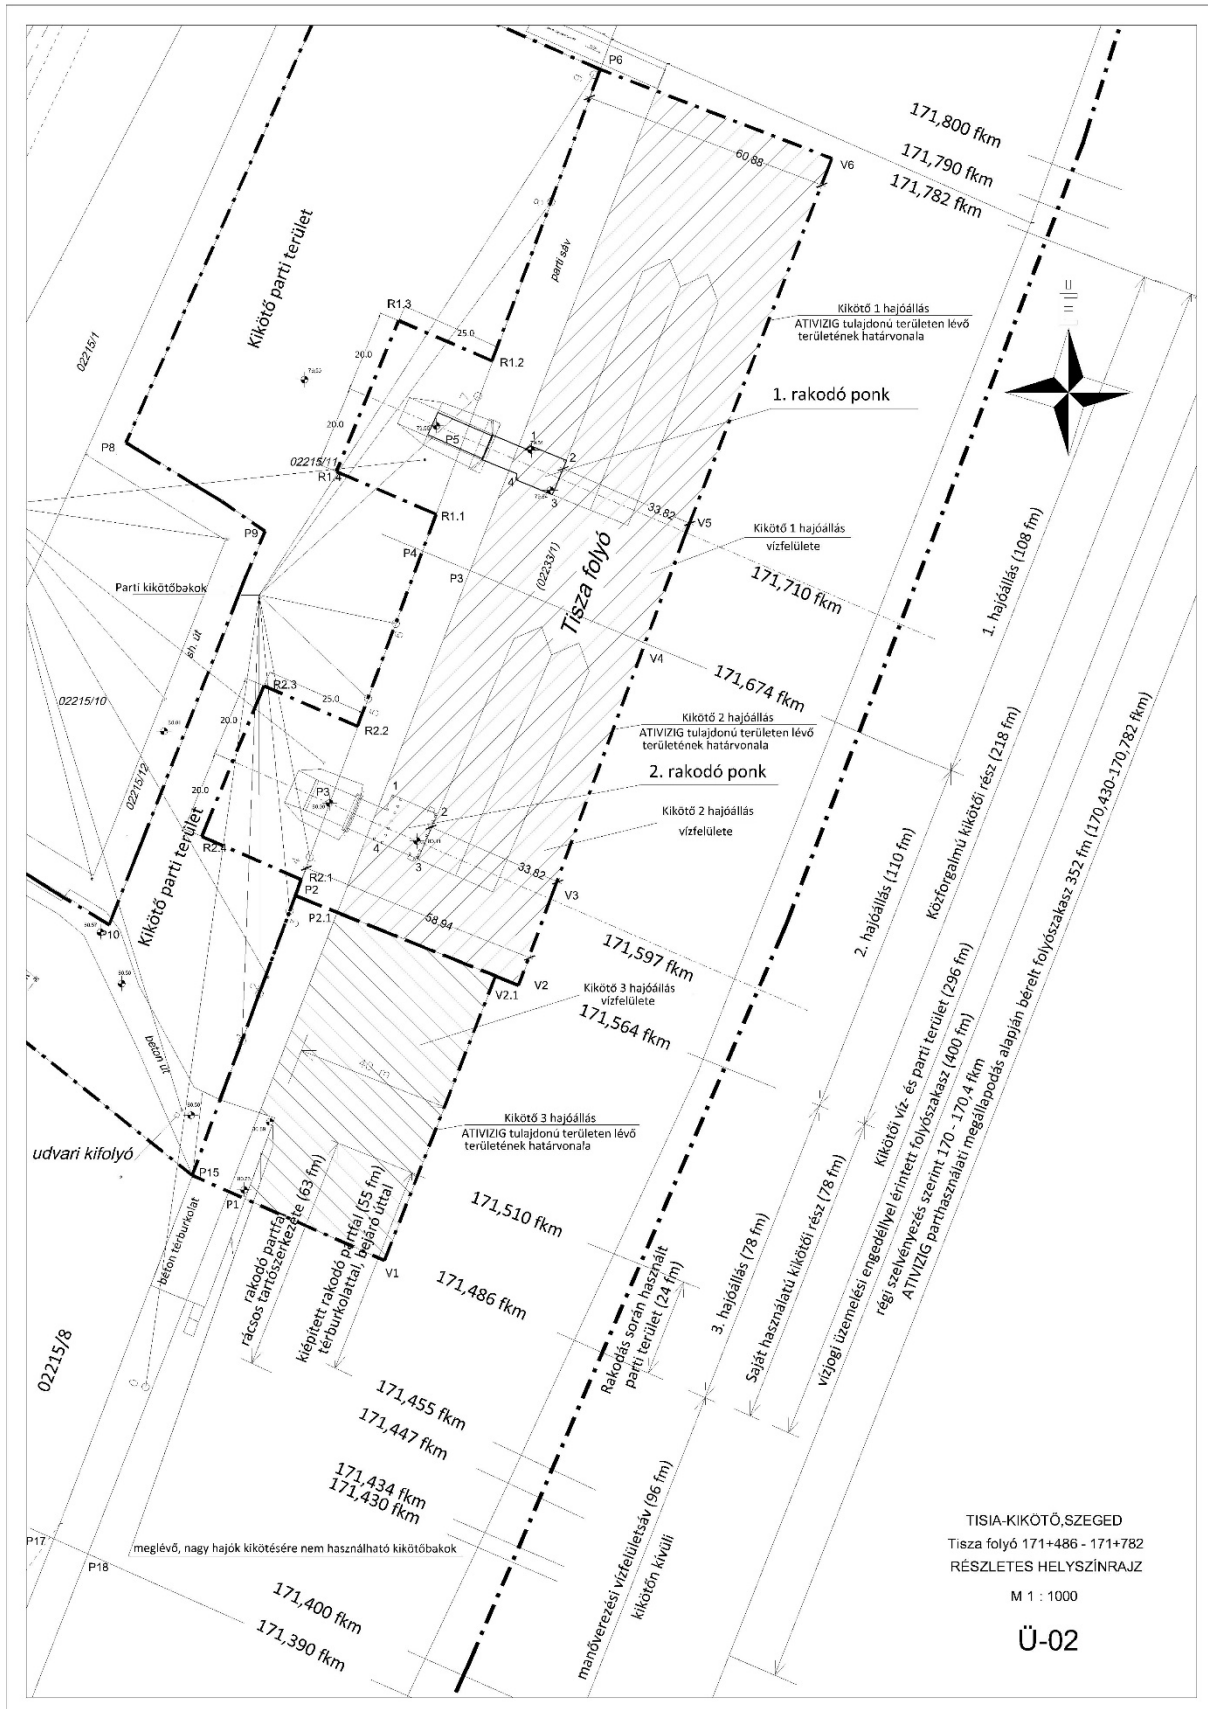 P6
171,800 fkm
171,790 fkm
171,782 fkm
60.88
V6
Kikötő parti terület
parti sáv
02215/1
R1.3
25.0
20.0
R1.2
Kikötő 1 hajóállás
ATIVIZIG tulajdonú területen lévő
területének határvonala
1. rakodó ponk
20.0
P5
1
2
P8
02215/11
R1.4
4
3
33.82
V5
R1.1
P9
P4
P3
(02233/1)
Tisza folyó
Kikötő 1 hajóállás
vízfelülete
171,710 fkm
1. hajóállás (108 fm)
Parti kikötőbakok
sh. út
V4
171,674 fkm
R2.3
25.0
02215/10
20.0
R2.2
Kikötő 2 hajóállás
ATIVIZIG tulajdonú területen lévő
területének határvonala
2. rakodó ponk
02215/12
P3
1
2
20.0
Kikötő 2 hajóállás
vízfelülete
R2.4
4
3
33.82
V3
R2.1
P2
P2.1
58.94
Kikötő parti terület
P10
171,597 fkm
2. hajóállás (110 fm)
Közforgalmú kikötői rész (218 fm)
V2
V2.1
Kikötő 3 hajóállás
vízfelülete
171,564 fkm
beton út
40 m
Kikötő 3 hajóállás
ATIVIZIG tulajdonú területen lévő
területének határvonala
udvari kifolyó
P15
P1
V1
171,510 fkm
171,486 fkm
béton térburkolat
rakodó partfal
rácsos tartószerkezete (63 fm)
kiépített rakodó partfal (55 fm)
térburkolattal, bejáró úttal
Rakodás során használt
parti terület (24 fm)
3. hajóállás (78 fm)
Saját használatú kikötői rész (78 fm)
Kikötői víz- és parti terület (296 fm)
vízjogi üzemelési engedéllyel érintett folyószakasz (400 fm)
régi szelvényezés szerint 170 - 170,4 fkm
ATIVIZIG parthasználati megállapodás alapján bérelt folyószakasz 352 fm (170,430-170,782 fkm)
02215/8
171,455 fkm
171,447 fkm
171,434 fkm
171,430 fkm
manőverezési vízfelületsáv (96 fm)
kikötőn kívüli
P17
P18
meglévő, nagy hajók kikötésére nem használható kikötőbakok
171,400 fkm
171,390 fkm
TISIA-KIKÖTŐ,SZEGED
Tisza folyó 171+486 - 171+782
RÉSZLETES HELYSZÍNRAJZ
M 1 : 1000
Ü-02